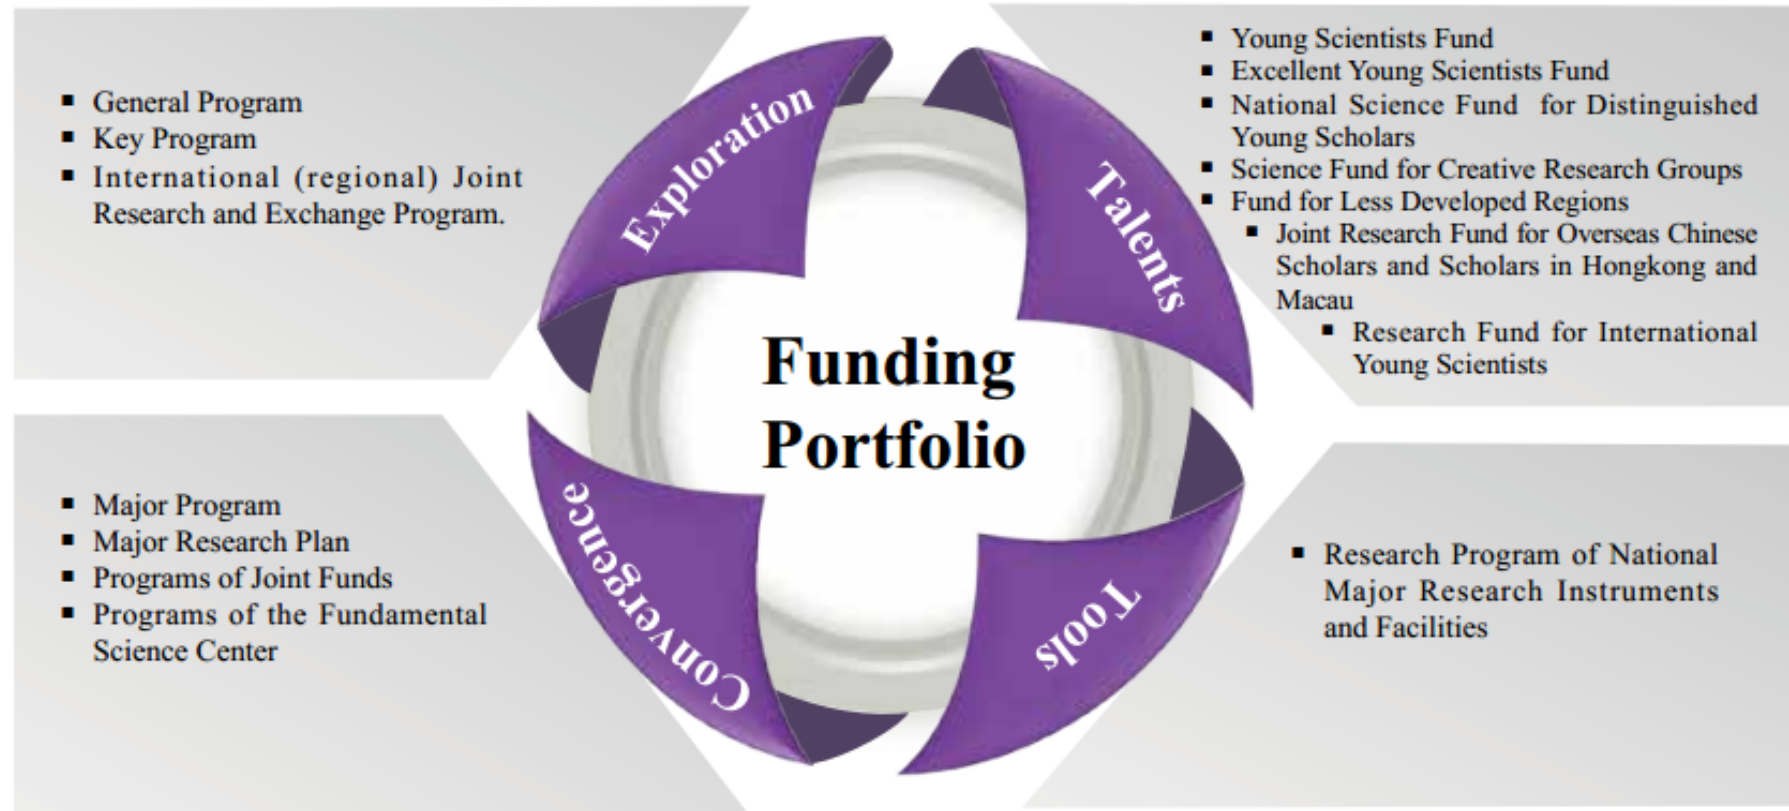 General Program
Key Program
International (regional) Joint
Research and Exchange Program.
Exploration
Talents
Young Scientists Fund
Excellent Young Scientists Fund
National Science Fund for Distinguished
Young Scholars
Science Fund for Creative Research Groups
Fund for Less Developed Regions
Joint Research Fund for Overseas Chinese
Scholars and Scholars in Hongkong and
Macau
Research Fund for International
Young Scientists
Funding
Portfolio
Major Program
Major Research Plan
Programs of Joint Funds
Programs of the Fundamental
Science Center
Convergence
Tools
Research Program of National
Major Research Instruments
and Facilities